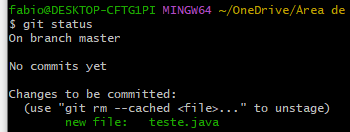 fabio@DESKTOP-CFTG1PI MINGW64 ~/OneDrive/Area de
$ git status
On branch master
No commits yet
Changes to be committed:
(use "git rm --cached <file>..." to unstage)
new file: teste.java